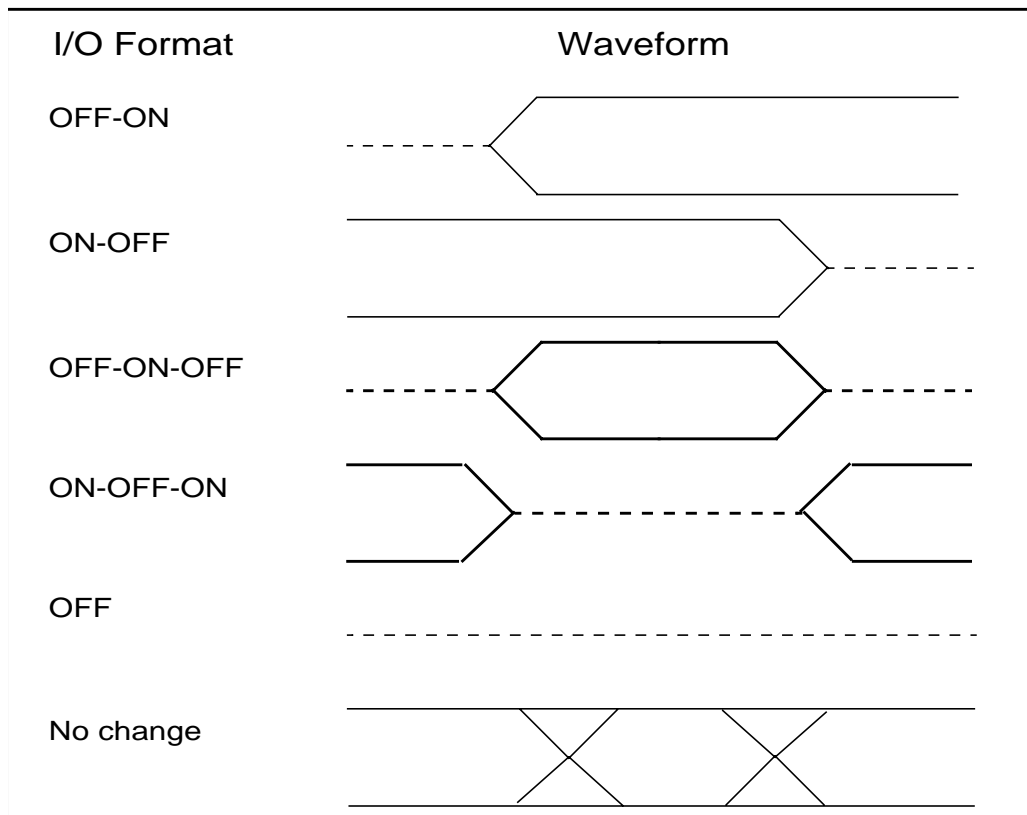 I/O Format Waveform
OFF-ON
ON-OFF
OFF-ON-OFF
ON-OFF-ON
OFF
No change